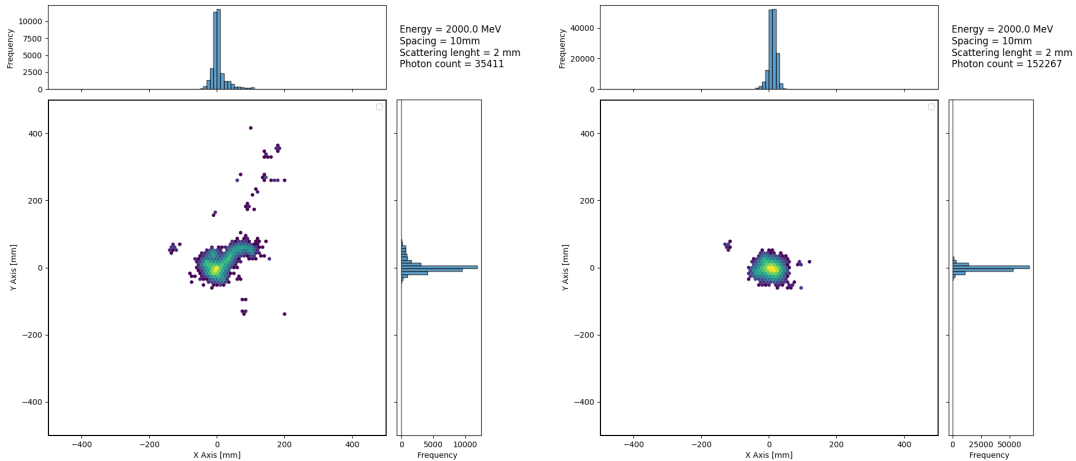 Frequency
10000
7500
5000
2500
0
Energy = 2000.0 MeV
Spacing = 10mm
Scattering lenght = 2 mm
Photon count = 35411
Y Axis [mm]
400
200
0
−200
−400
−400 −200 0 200 400
X Axis [mm]
0 5000 10000
Frequency
Frequency
40000
20000
0
Energy = 2000.0 MeV
Spacing = 10mm
Scattering lenght = 2 mm
Photon count = 152267
Y Axis [mm]
400
200
0
−200
−400
−400 −200 0 200 400
X Axis [mm]
0 25000 50000
Frequency